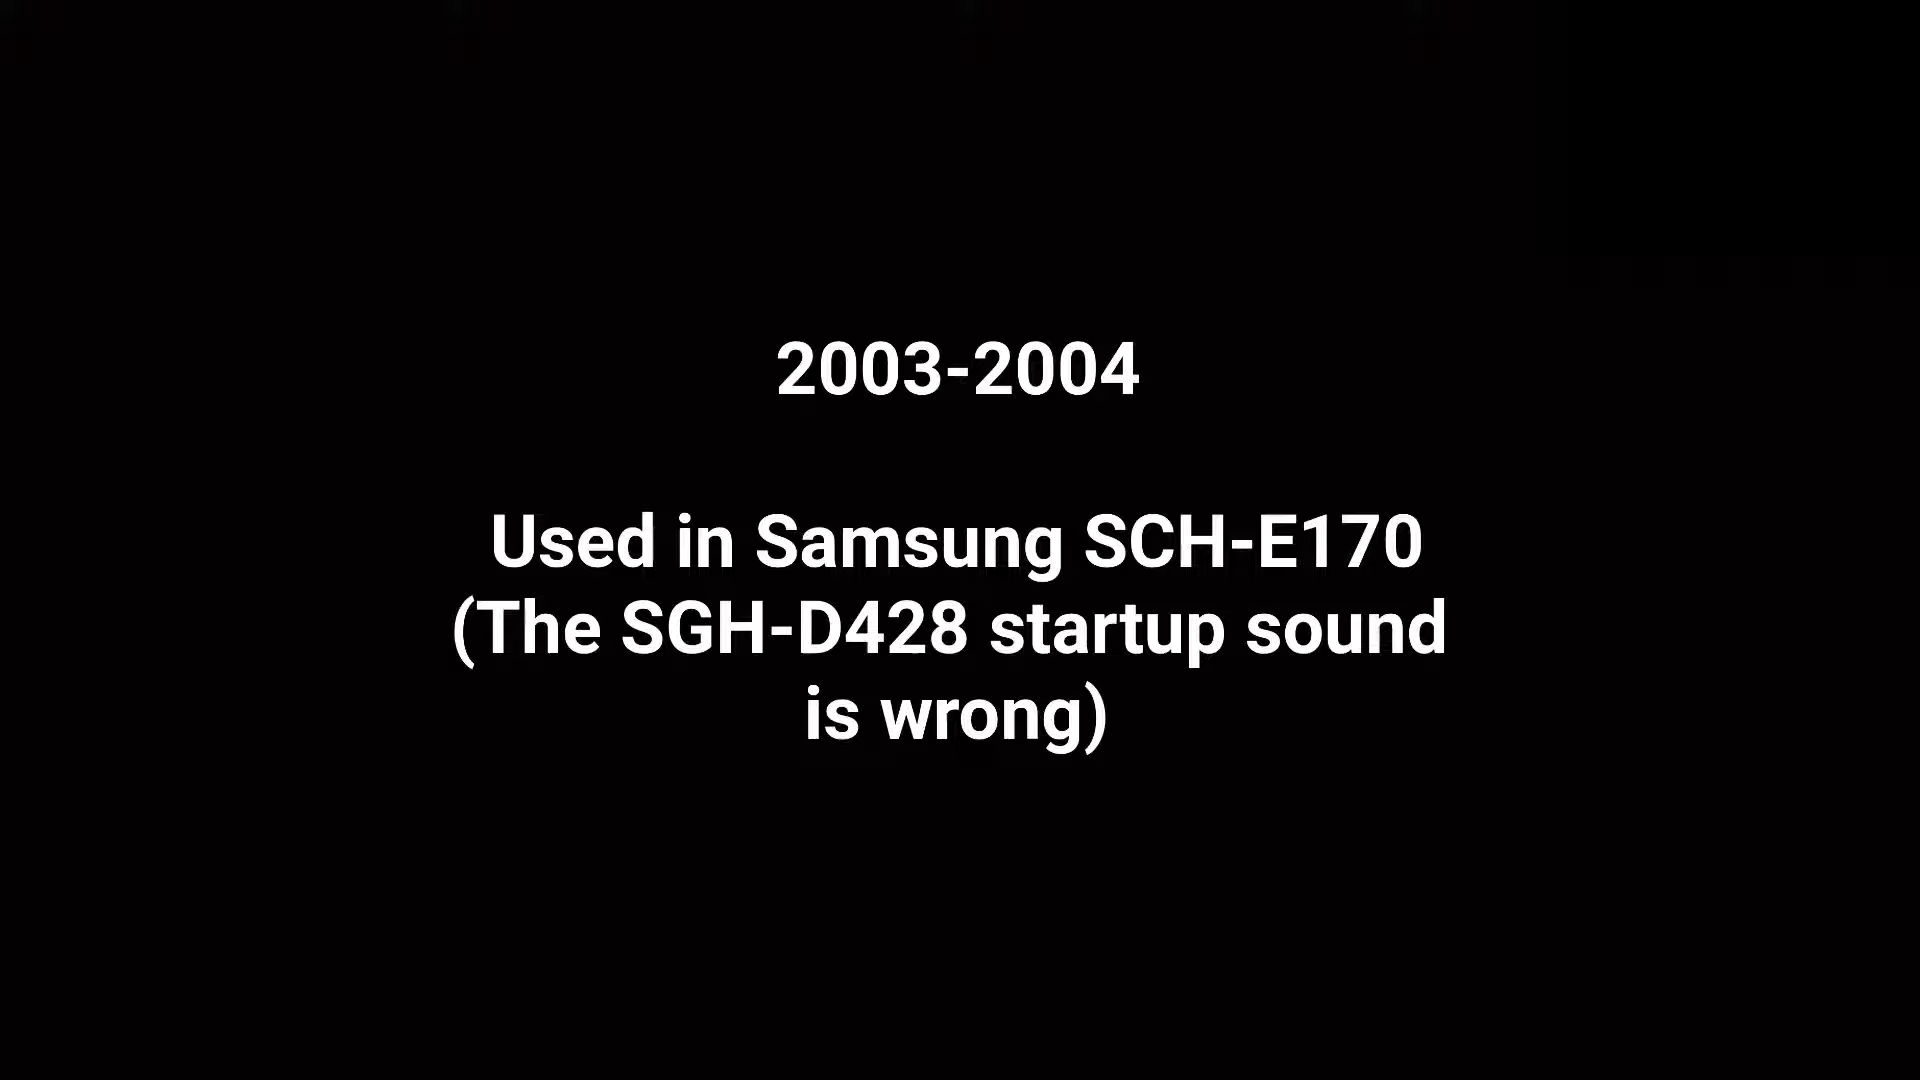 2003-2004
Used in Samsung SCH-E170
(The SGH-D428 startup sound
is wrong)